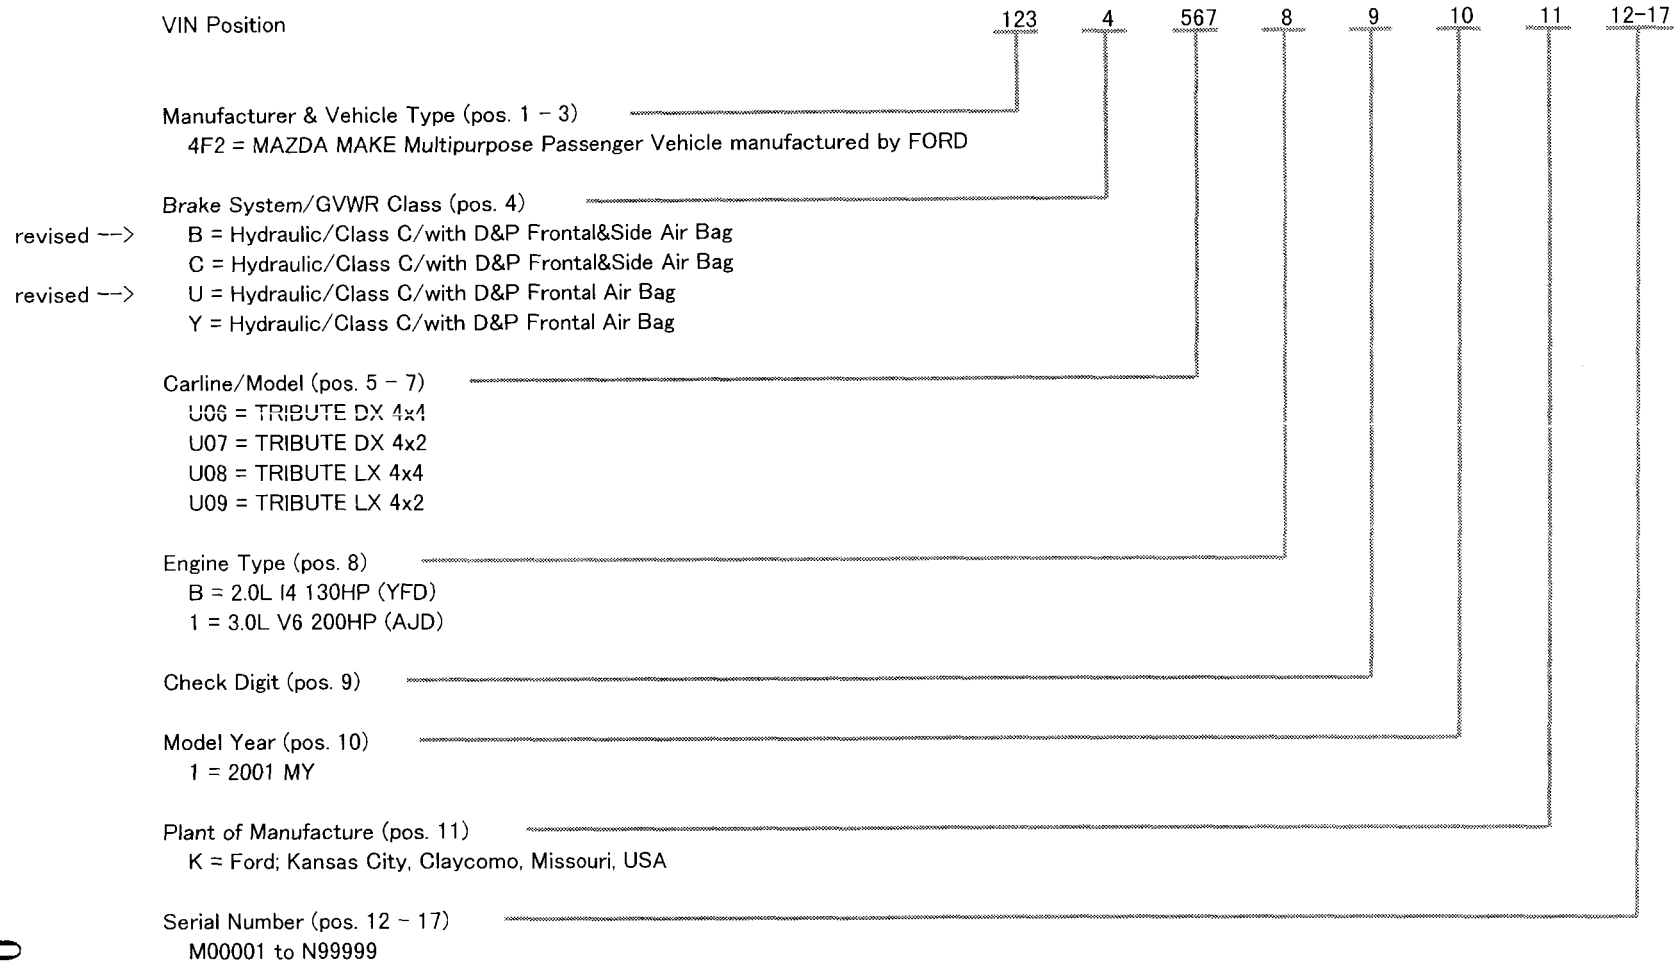 VIN Position 123 4 567 8 9 10 11 12-17
Manufacturer & Vehicle Type (pos. 1 - 3)
4F2 = MAZDA MAKE Multipurpose Passenger Vehicle manufactured by FORD
Brake System/GVWR Class (pos. 4)
revised --> B = Hydraulic/Class C/with D&P Frontal&Side Air Bag
C = Hydraulic/Class C/with D&P Frontal&Side Air Bag
revised --> U = Hydraulic/Class C/with D&P Frontal Air Bag
Y = Hydraulic/Class C/with D&P Frontal Air Bag
Carline/Model (pos. 5 - 7)
U06 = TRIBUTE DX 4x4
U07 = TRIBUTE DX 4x2
U08 = TRIBUTE LX 4x4
U09 = TRIBUTE LX 4x2
Engine Type (pos. 8)
B = 2.0L I4 130HP (YFD)
1 = 3.0L V6 200HP (AJD)
Check Digit (pos. 9)
Model Year (pos. 10)
1 = 2001 MY
Plant of Manufacture (pos. 11)
K = Ford; Kansas City, Claycomo, Missouri, USA
Serial Number (pos. 12 - 17)
M00001 to N99999